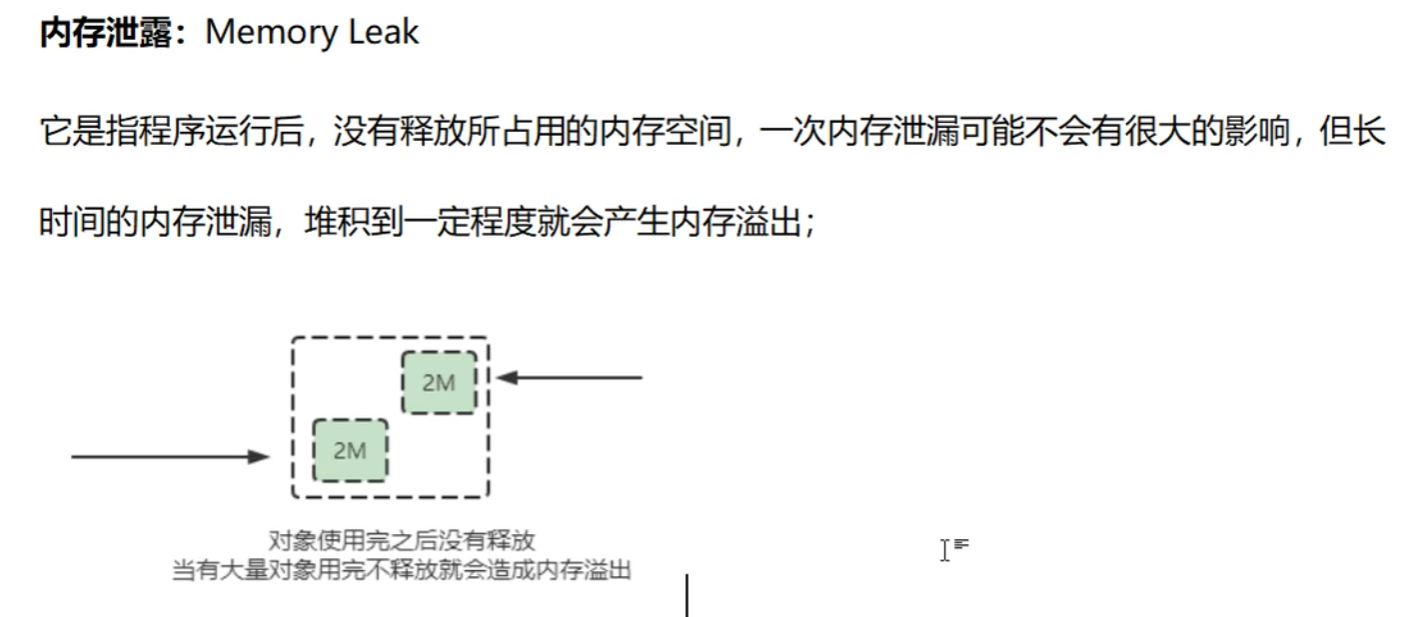 内存泄露：Memory Leak
它是指程序运行后，没有释放所占用的内存空间，一次内存泄漏可能不会有很大的影响，但长
时间的内存泄漏，堆积到一定程度就会产生内存溢出；
2M
2M
对象使用完之后没有释放
当有大量对象用完不释放就会造成内存溢出